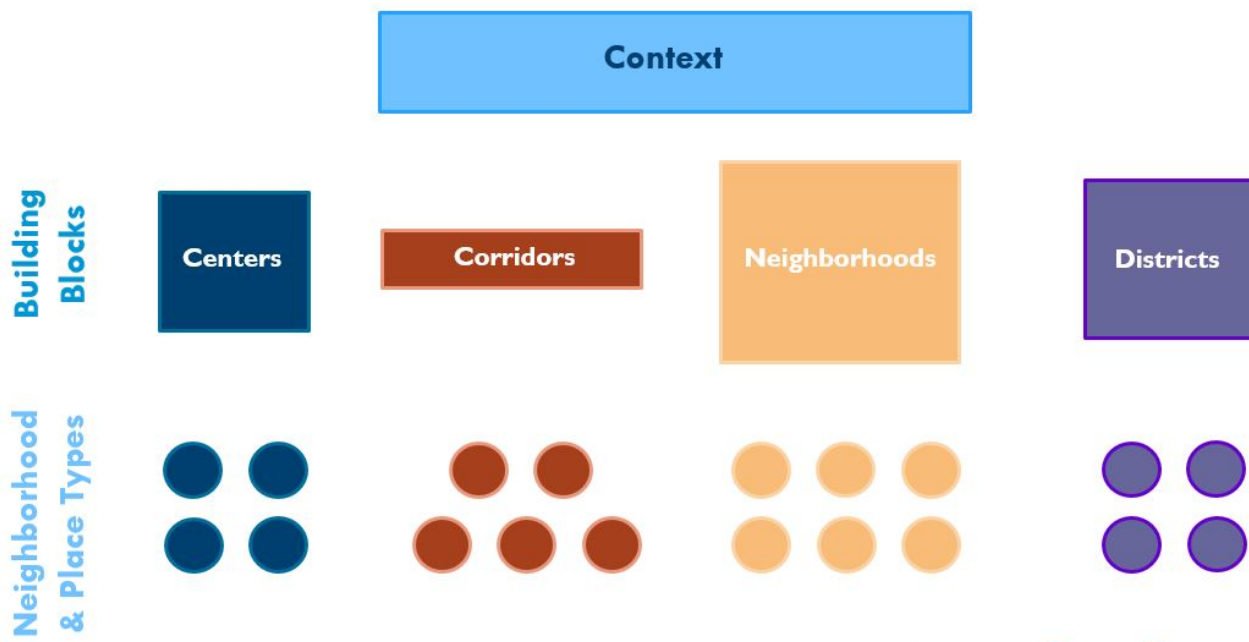 Context
Building
Blocks
Centers
Corridors
Neighborhoods
Districts
Neighborhood
& Place Types